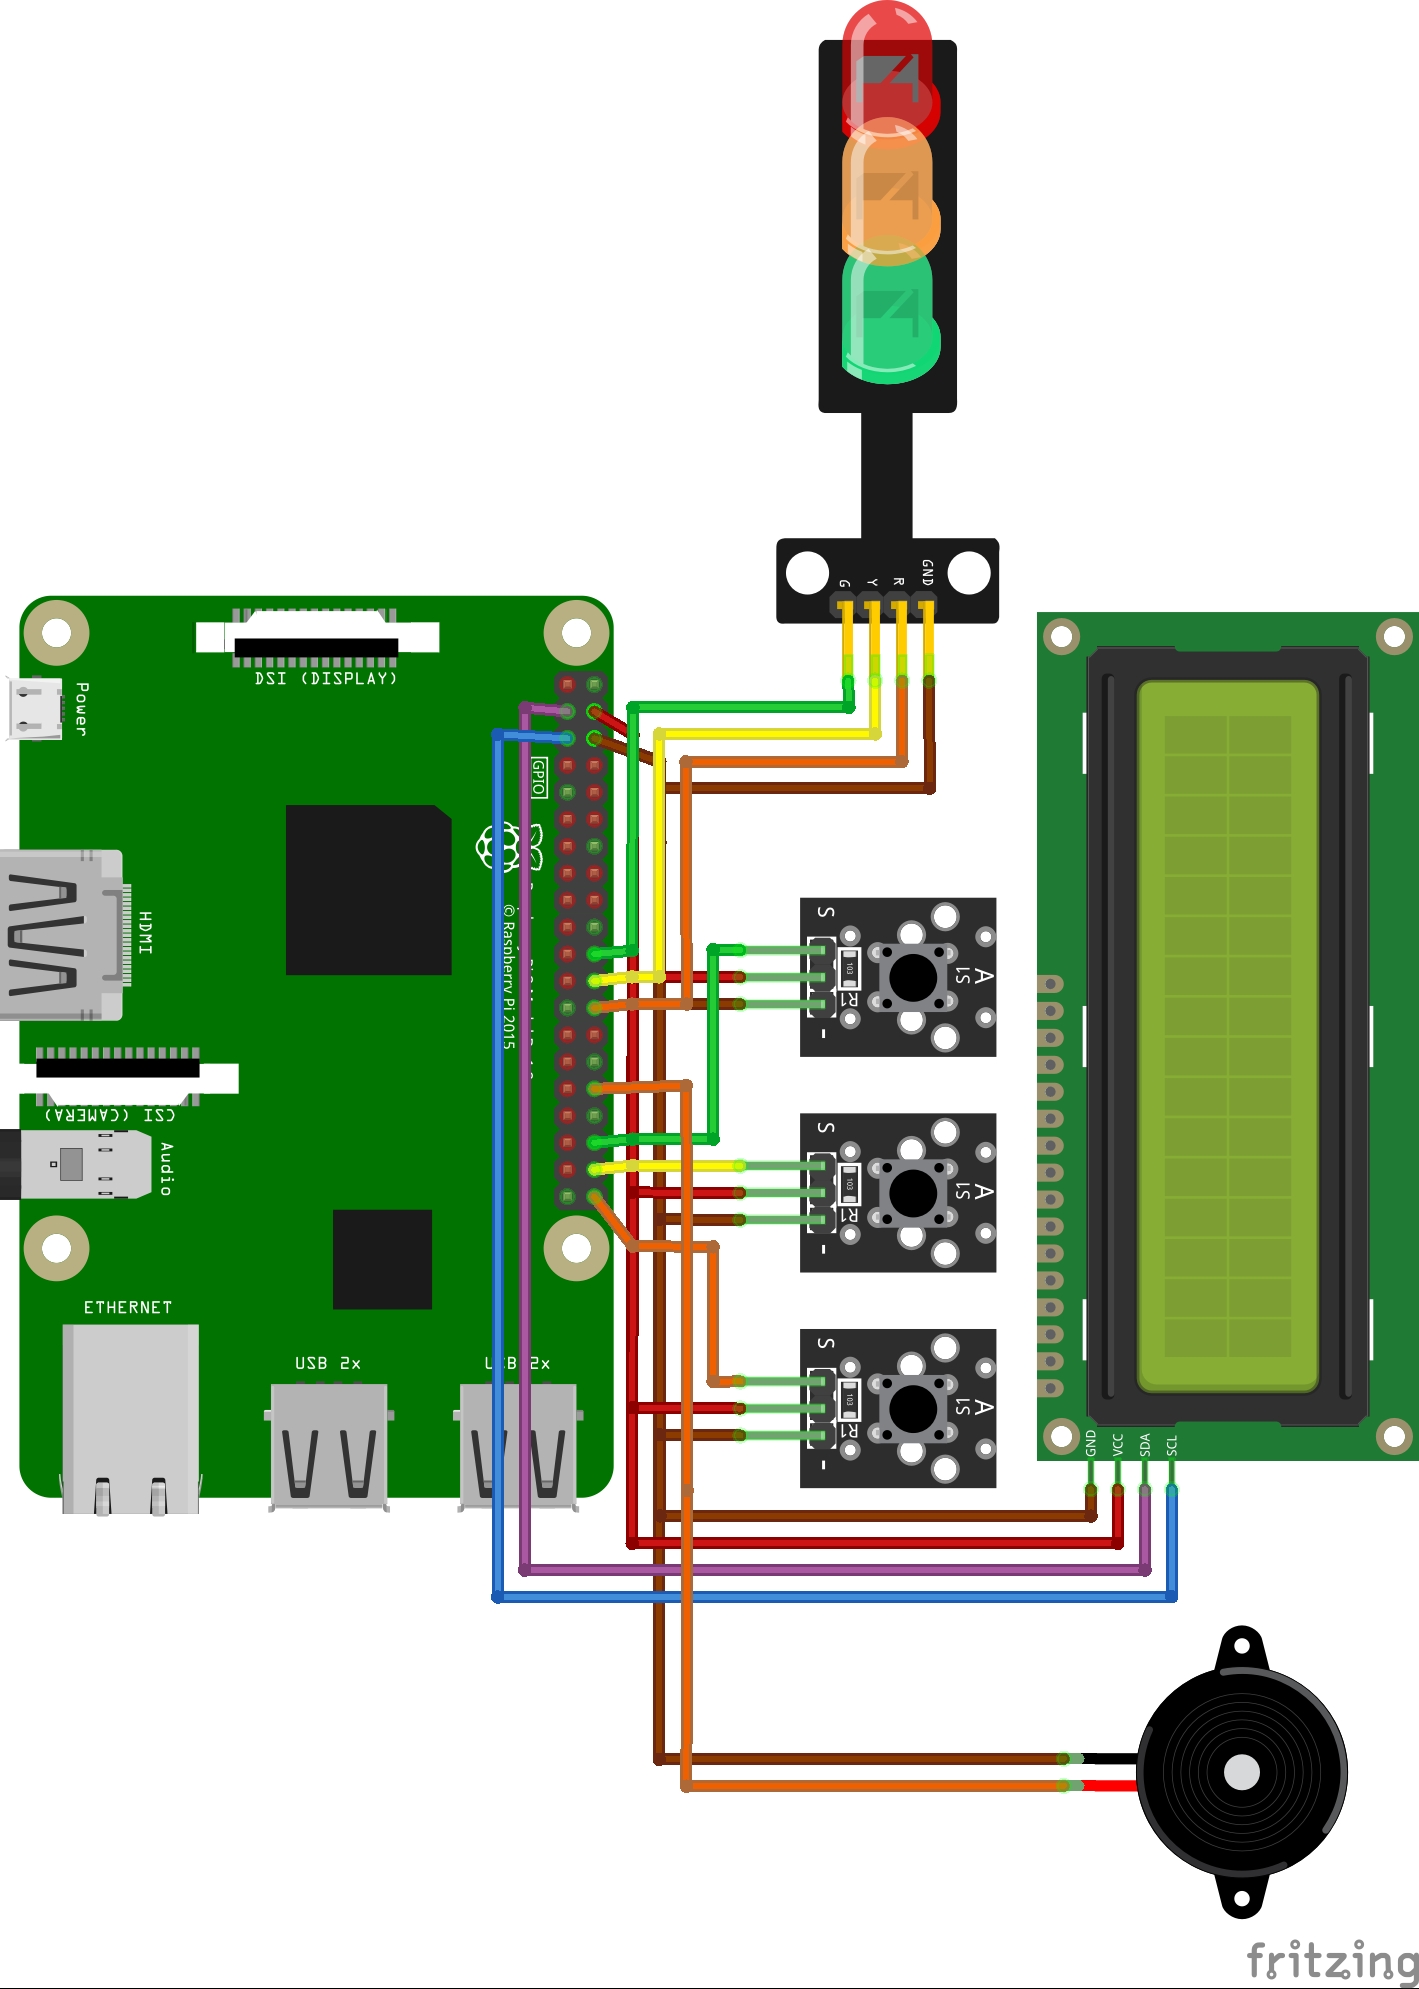 G
Y
R
GND
DSI (DISPLAY)
Power
GPIO
HDMI
© Raspberry Pi 2015
CSI (CAMERA)
Audio
ETHERNET
USB 2x
USB 2x
S
103
R1
S1
A
-
S
103
R1
S1
A
-
S
103
R1
S1
A
-
GND
VCC
SDA
SCL
fritzing